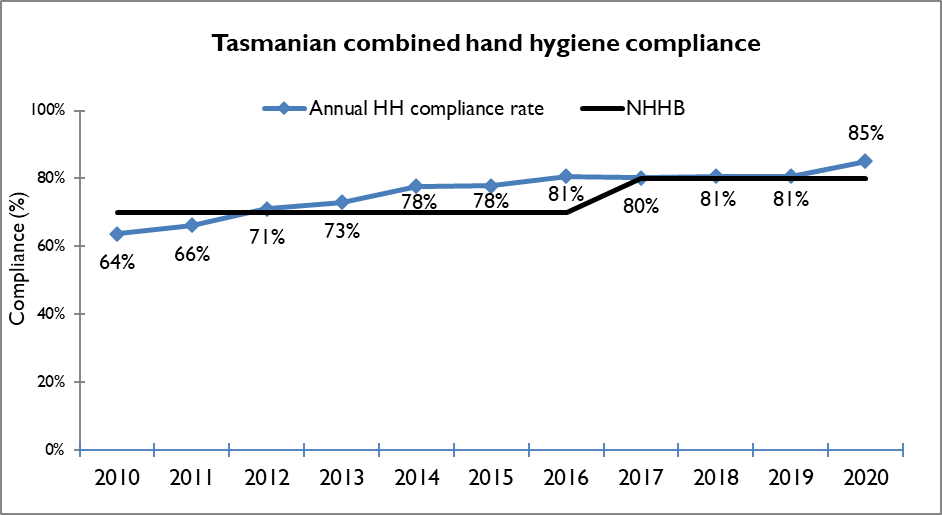 Tasmanian combined hand hygiene compliance
Annual HH compliance rate NHHB
Compliance (%)
100%
80%
60%
40%
20%
0%
64% 66% 71% 73% 78% 78% 81% 80% 81% 81% 85%
2010 2011 2012 2013 2014 2015 2016 2017 2018 2019 2020